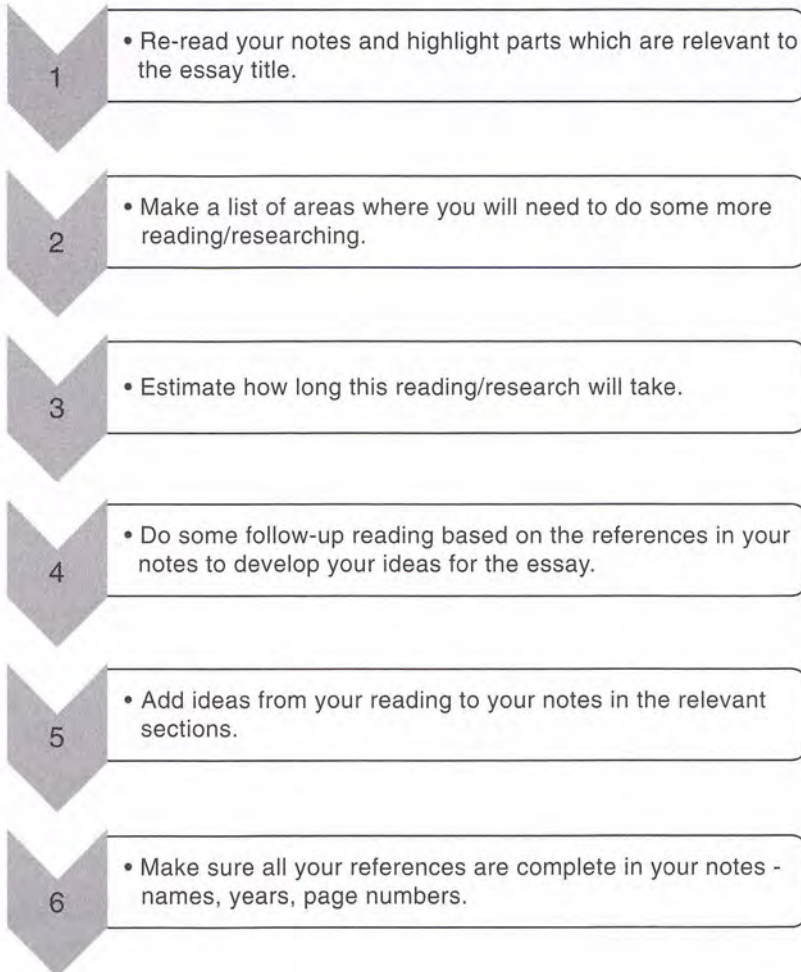 1
• Re-read your notes and highlight parts which are relevant to
the essay title.
2
• Make a list of areas where you will need to do some more
reading/researching.
3
• Estimate how long this reading/research will take.
4
• Do some follow-up reading based on the references in your
notes to develop your ideas for the essay.
5
• Add ideas from your reading to your notes in the relevant
sections.
6
• Make sure all your references are complete in your notes -
names, years, page numbers.